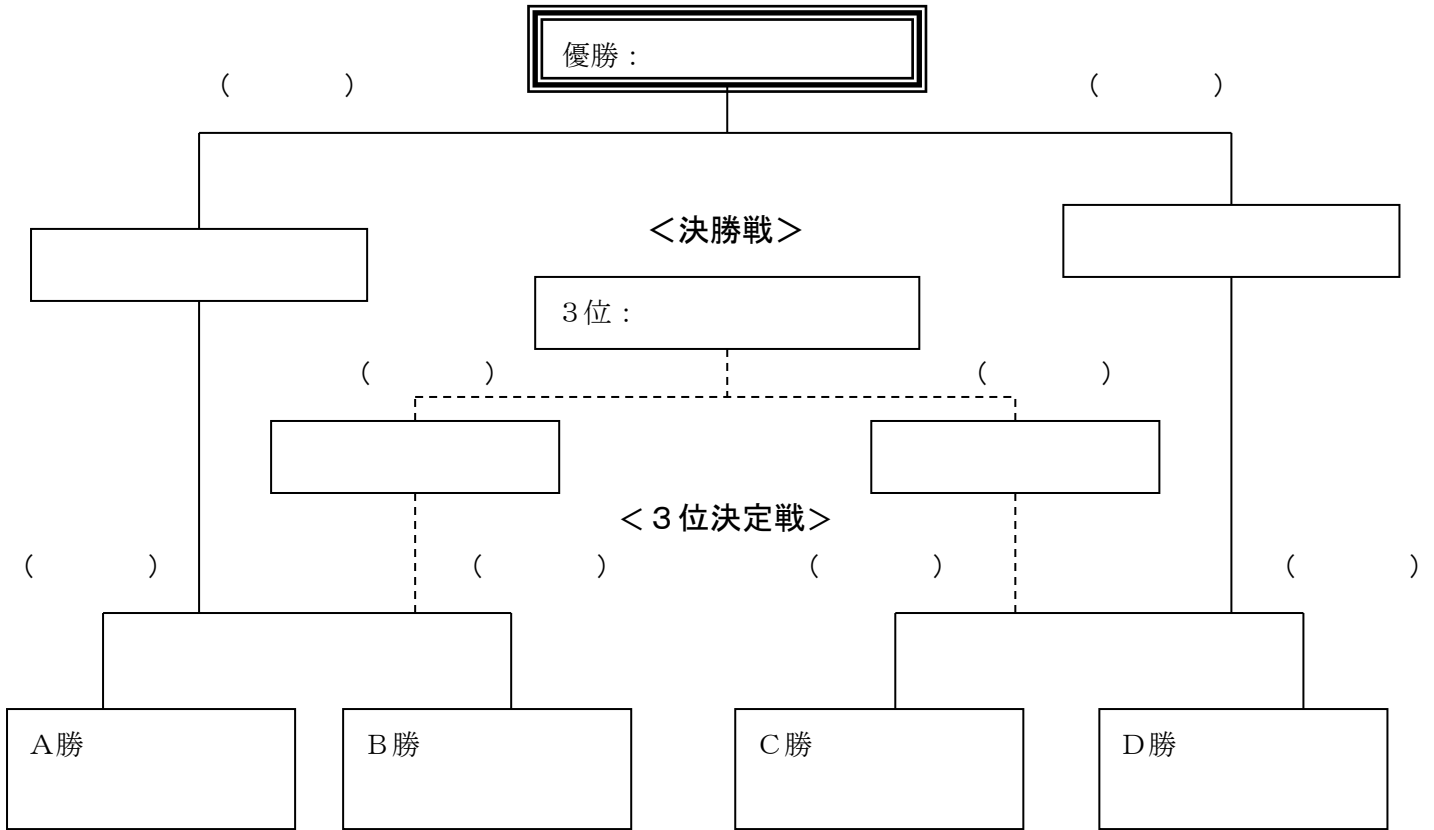 優勝：
（　　　）　（　　　）
＜決勝戦＞
３位：
（　　　）　（　　　）
＜３位決定戦＞
（　　　）　（　　　）　（　　　）　（　　　）
Ａ勝　Ｂ勝　Ｃ勝　Ｄ勝